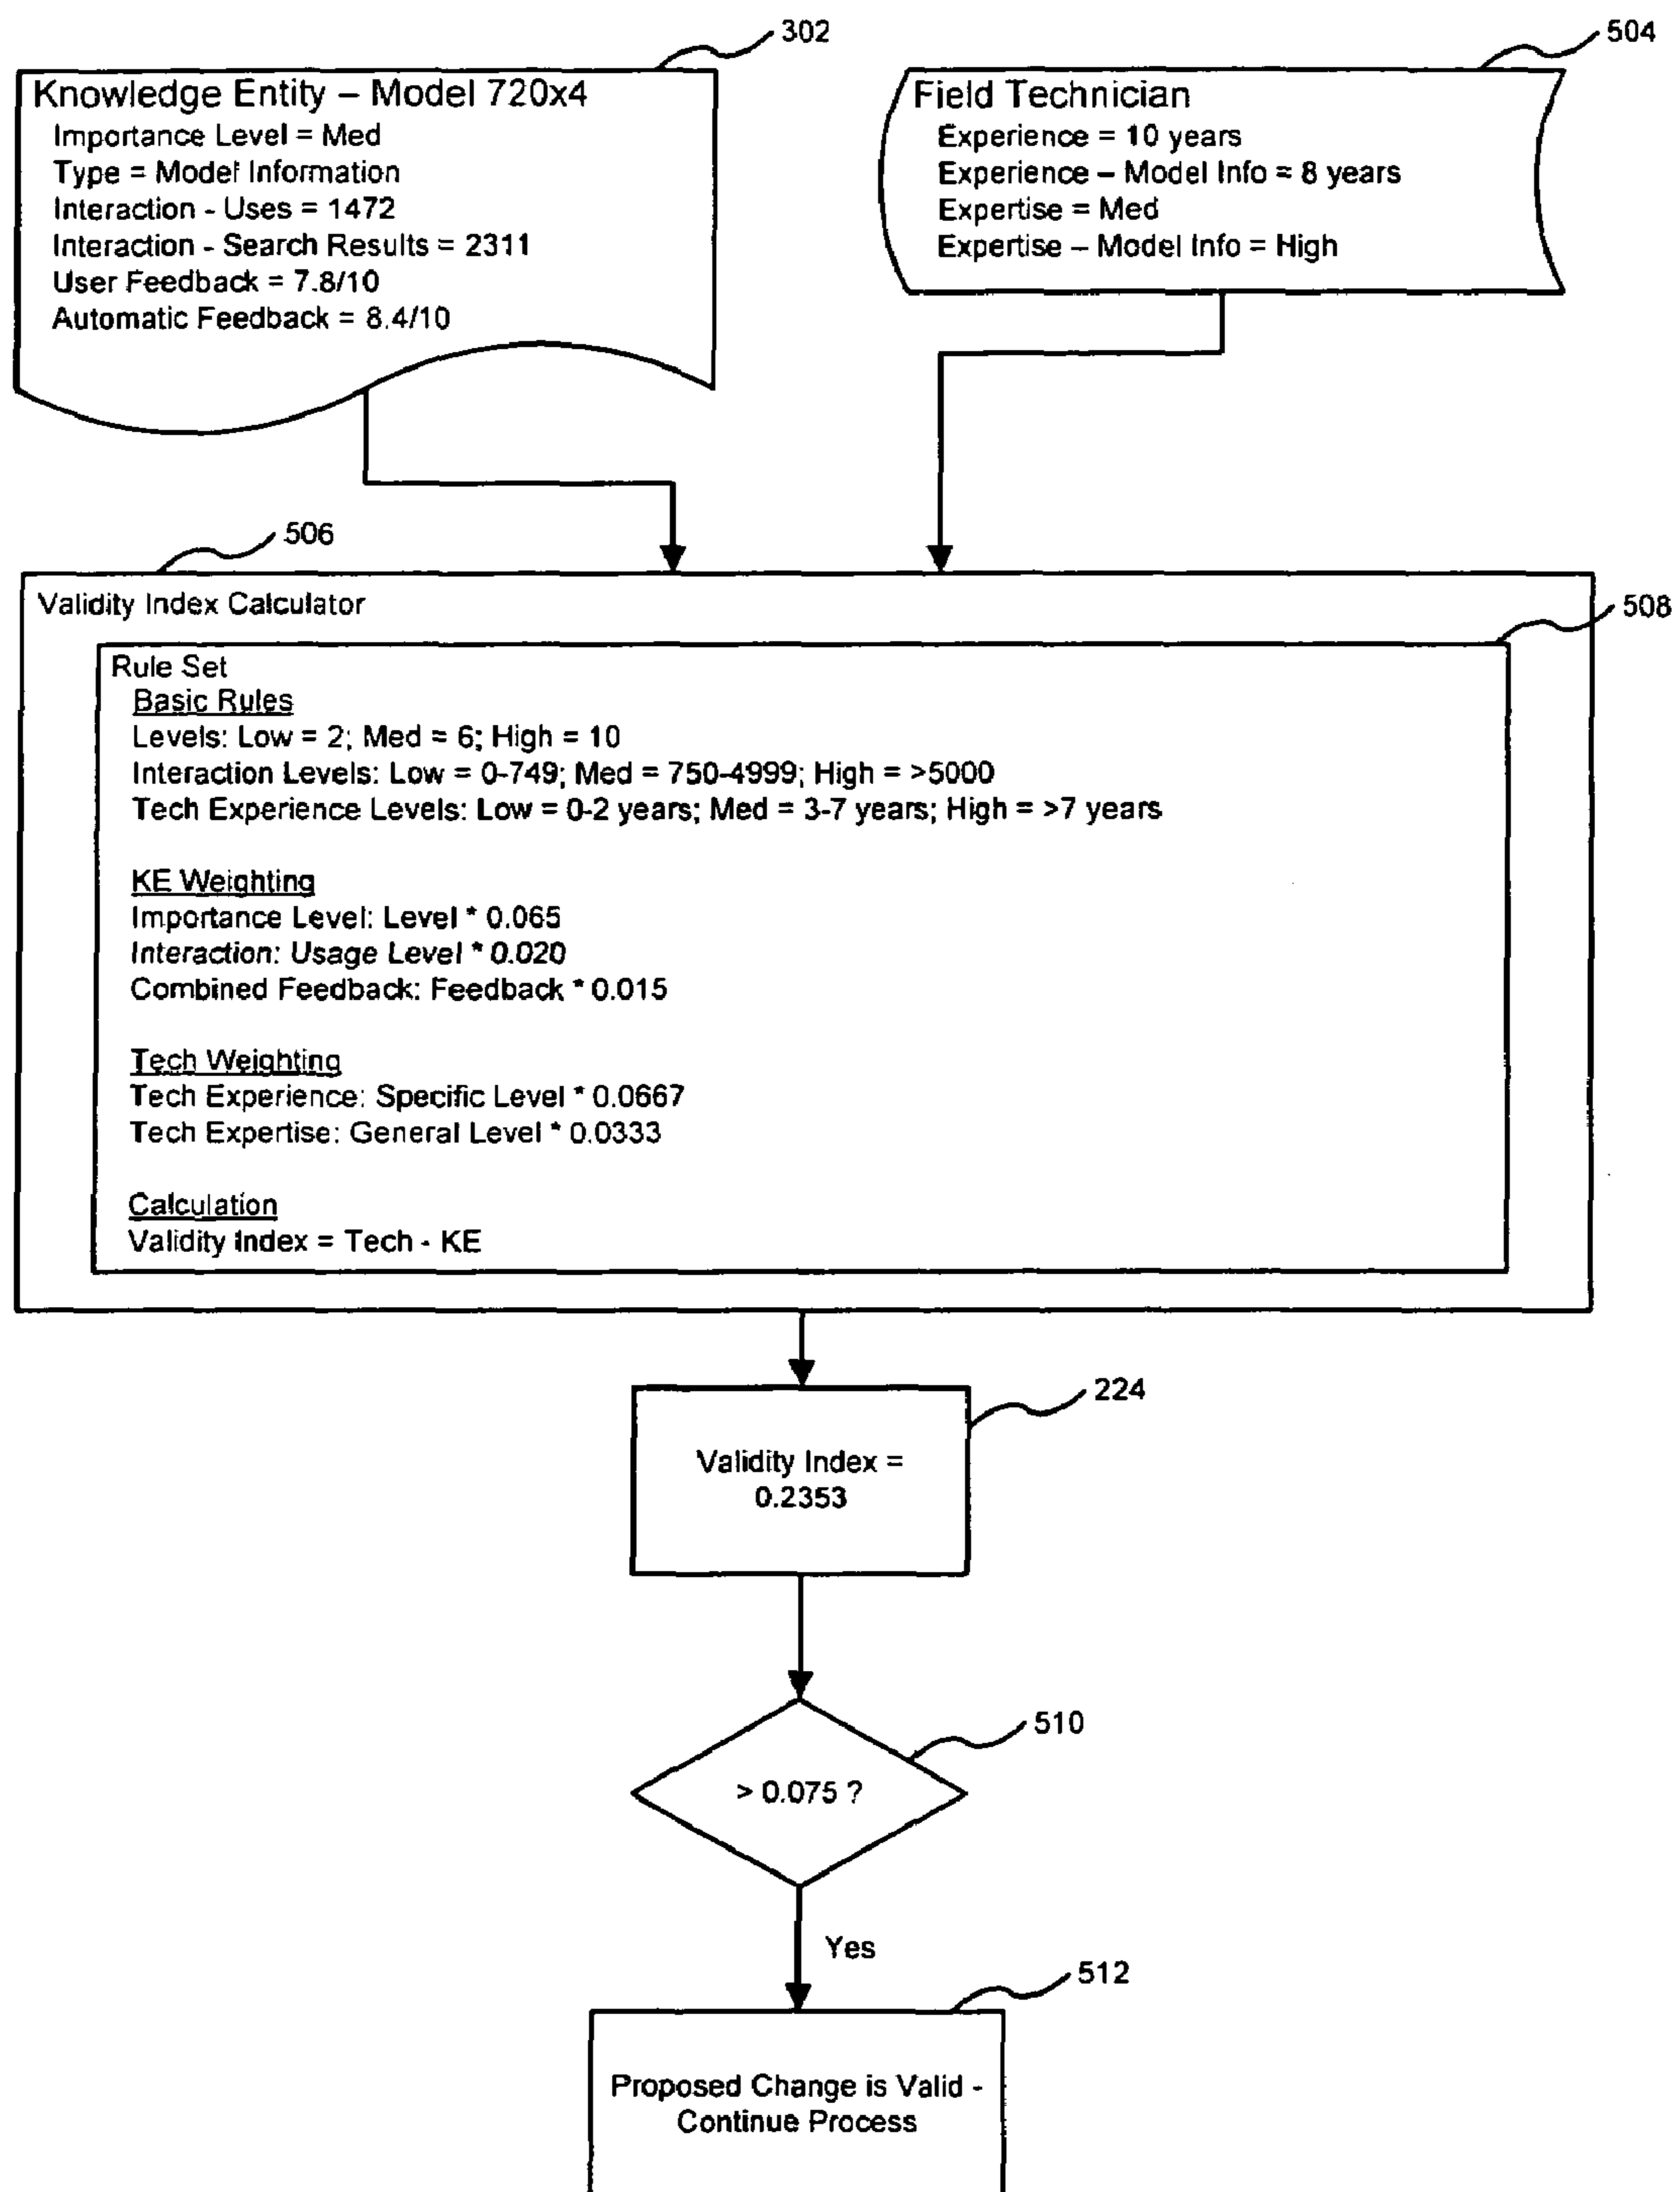 302
504
Knowledge Entity – Model 720x4
Importance Level = Med
Type = Model Information
Interaction - Uses = 1472
Interaction - Search Results = 2311
User Feedback = 7.8/10
Automatic Feedback = 8.4/10
Field Technician
Experience = 10 years
Experience – Model Info = 8 years
Expertise = Med
Expertise – Model Info = High
506
Validity Index Calculator
508
Rule Set
Basic Rules
Levels: Low = 2; Med = 6; High = 10
Interaction Levels: Low = 0-749; Med = 750-4999; High = >5000
Tech Experience Levels: Low = 0-2 years; Med = 3-7 years; High = >7 years
KE Weighting
Importance Level: Level * 0.065
Interaction: Usage Level * 0.020
Combined Feedback: Feedback * 0.015
Tech Weighting
Tech Experience: Specific Level * 0.0667
Tech Expertise: General Level * 0.0333
Calculation
Validity Index = Tech - KE
224
Validity Index =
0.2353
510
> 0.075 ?
Yes
512
Proposed Change is Valid -
Continue Process